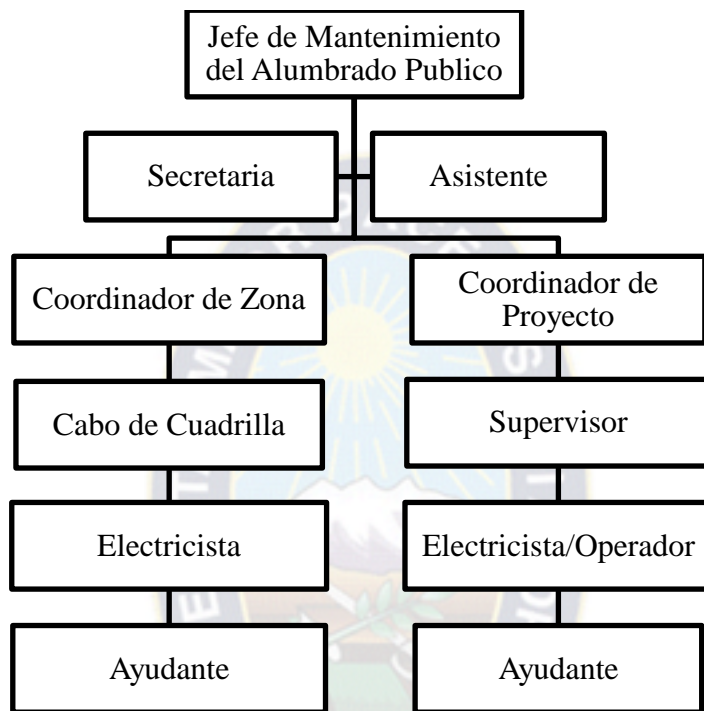 Jefe de Mantenimiento
del Alumbrado Publico
Secretaria
Asistente
Coordinador de Zona
Coordinador de
Proyecto
Cabo de Cuadrilla
Supervisor
Electricista
Electricista/Operador
Ayudante
Ayudante